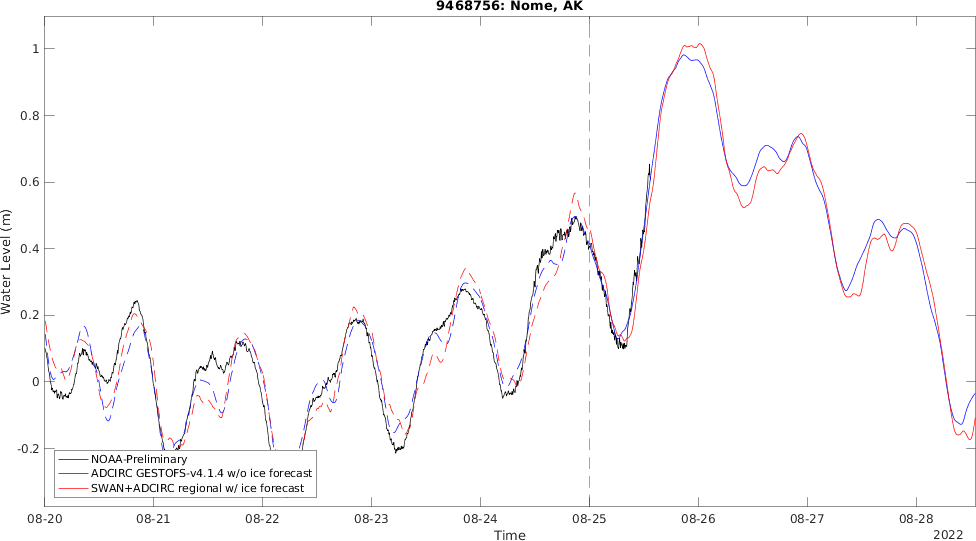 9468756: Nome, AK
Water Level (m)
1
0.8
0.6
0.4
0.2
0
-0.2
NOAA-Preliminary
ADCIRC GESTOFS-v4.1.4 w/o ice forecast
SWAN+ADCIRC regional w/ ice forecast
08-20 08-21 08-22 08-23 08-24 08-25 08-26 08-27 08-28
Time
2022